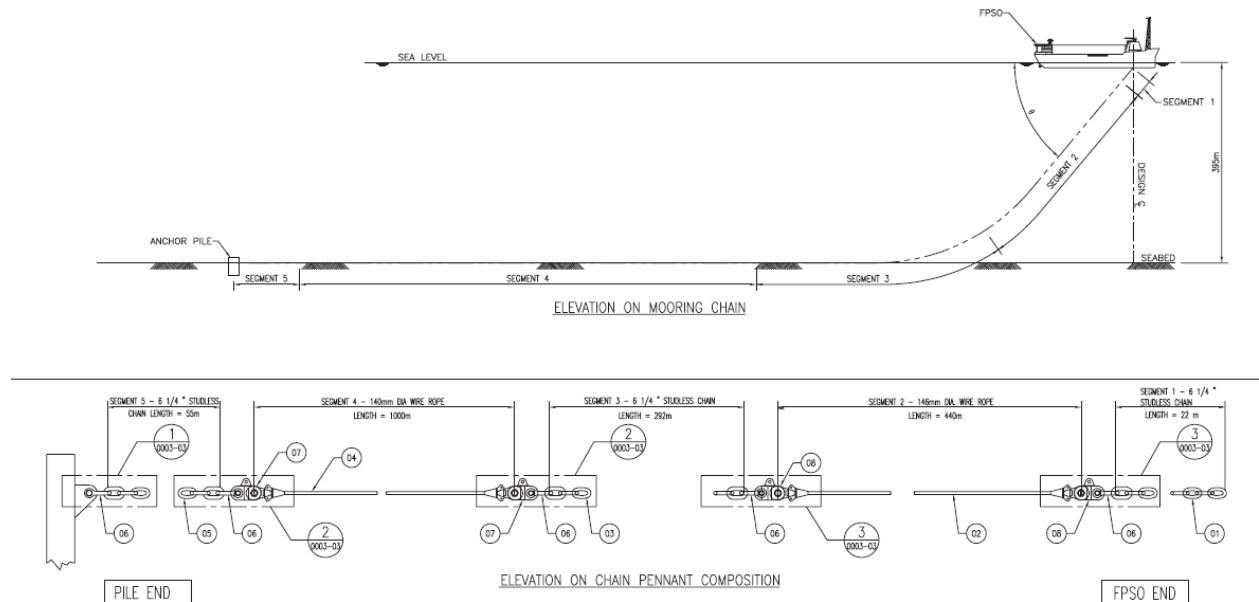 FPSO
SEA LEVEL
SEGMENT 1
θ
SEGMENT 2
DESIGN ℄
395m
ANCHOR PILE
SEABED
SEGMENT 5
SEGMENT 4
SEGMENT 3
ELEVATION ON MOORING CHAIN
SEGMENT 5 - 6 1/4 " STUDLESS
CHAIN LENGTH = 55m
SEGMENT 4 - 140mm DIA WIRE ROPE
LENGTH = 1000m
SEGMENT 3 - 6 1/4 " STUDLESS CHAIN
LENGTH = 292m
SEGMENT 2 - 146mm DIA. WIRE ROPE
LENGTH = 440m
SEGMENT 1 - 6 1/4 "
STUDLESS CHAIN
LENGTH = 22 m
1
0003-03
2
0003-03
3
0003-03
07
04
08
06
05
06
2
0003-03
07
06
03
06
3
0003-03
02
08
06
01
PILE END
ELEVATION ON CHAIN PENNANT COMPOSITION
FPSO END